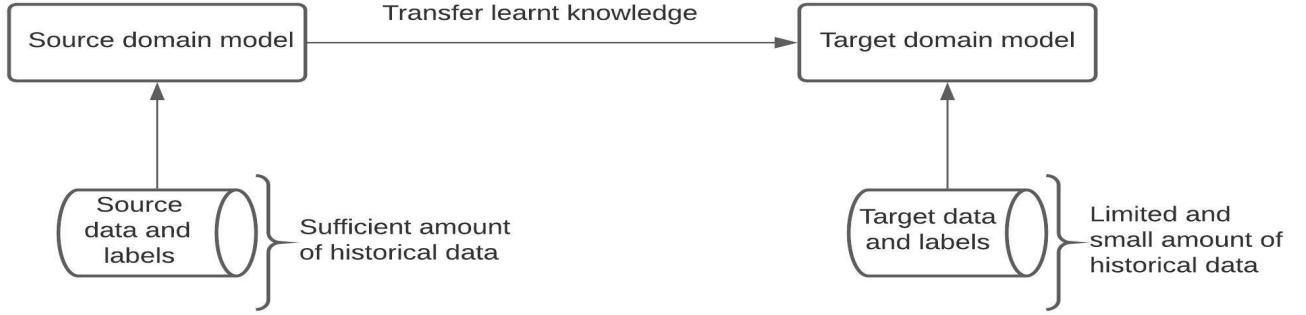 Transfer learnt knowledge
Source domain model
Target domain model
Source
data and
labels
Sufficient amount
of historical data
Target data
and labels
Limited and
small amount of
historical data